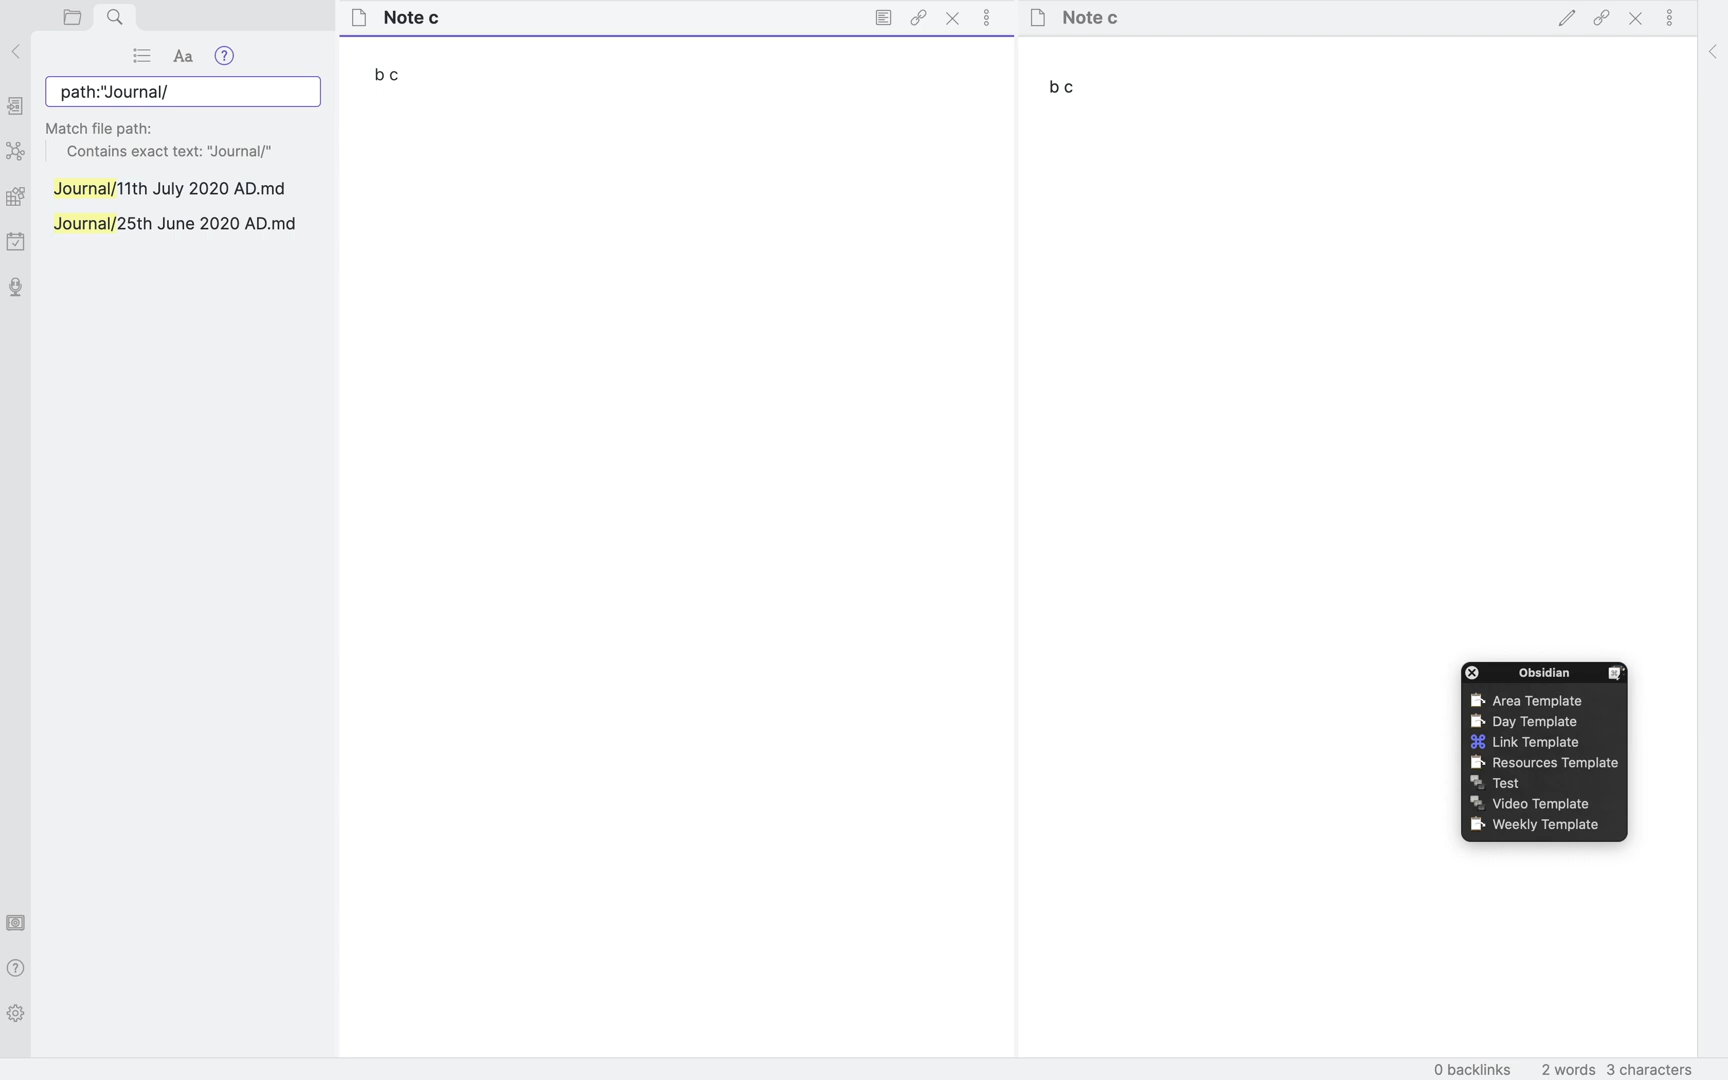 Aa
?
path:"Journal/
Match file path:
Contains exact text: "Journal/"
Journal/11th July 2020 AD.md
Journal/25th June 2020 AD.md
Note c
b c
Note c
b c
Obsidian
Area Template
Day Template
Link Template
Resources Template
Test
Video Template
Weekly Template
?
0 backlinks 2 words 3 characters